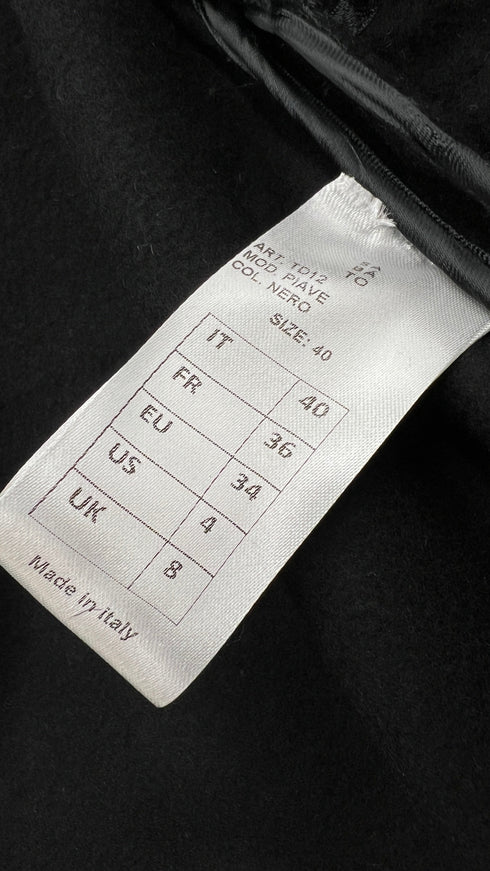 ART. TD12
MOD. PIAVE
COL. NERO
TO
SIZE: 40
IT 40
FR 36
EU 34
US 4
UK 8
Made in italy